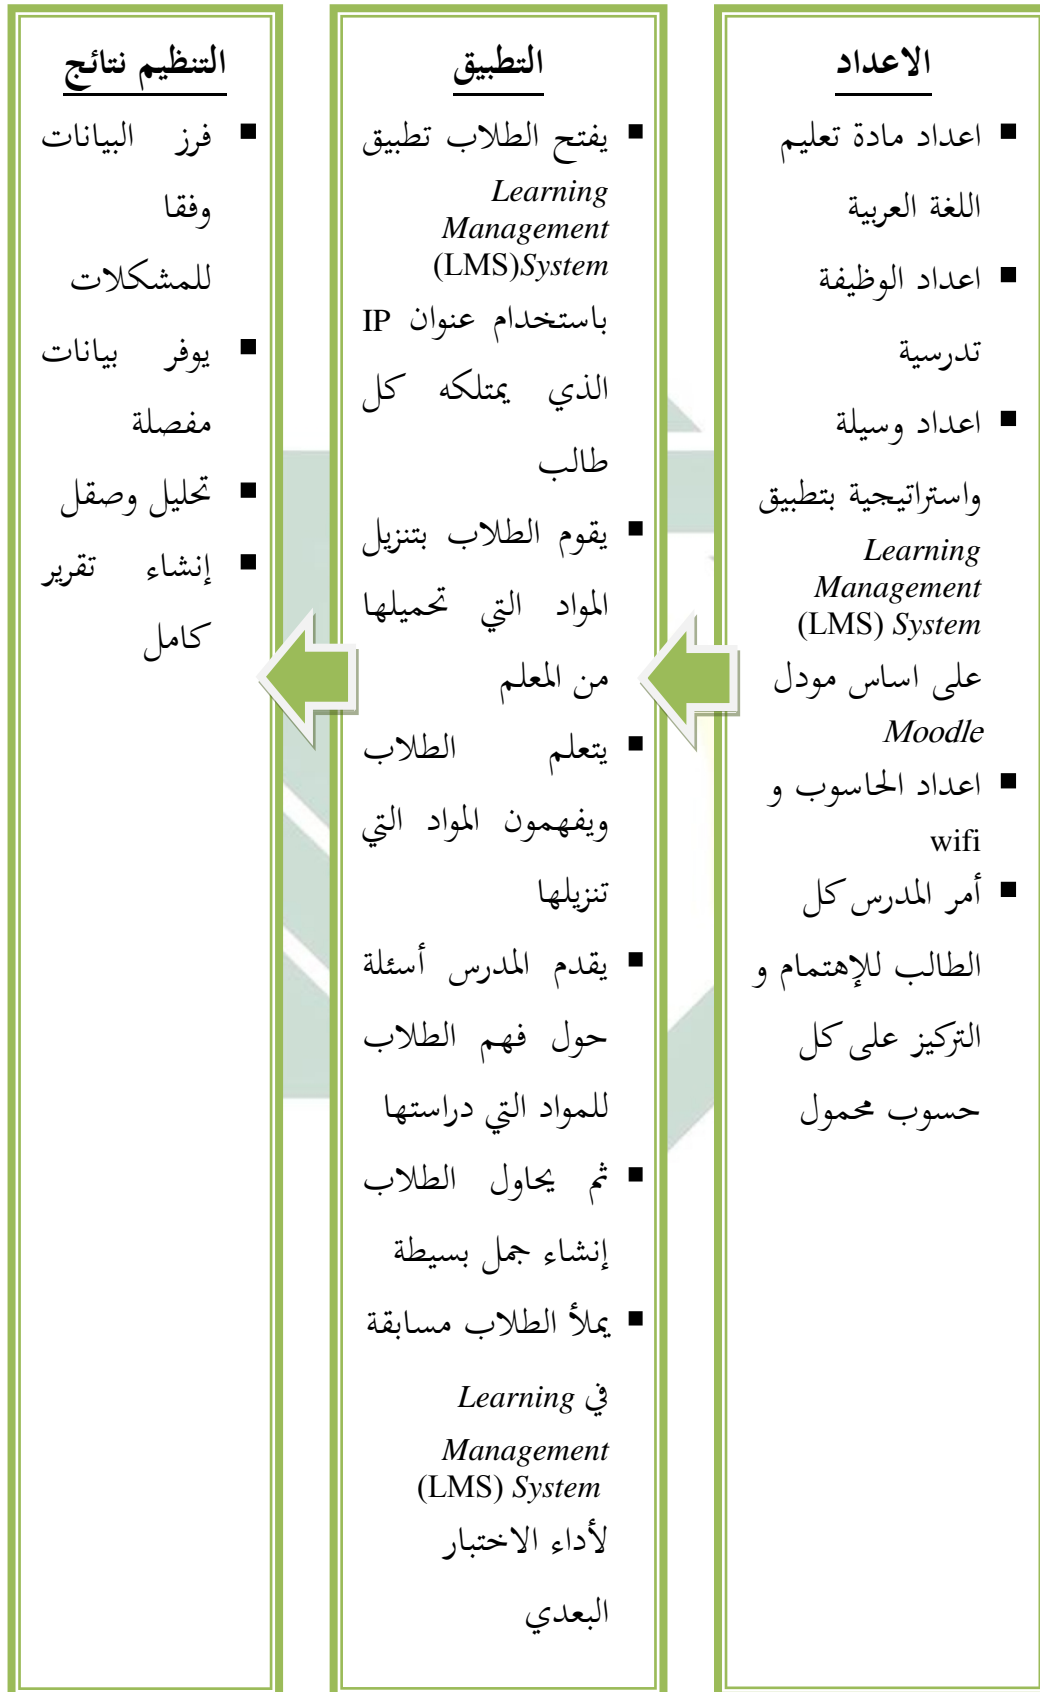 الاعداد
اعداد مادة تعليم
اللغة العربية
اعداد الوظيفة
تدرسية
اعداد وسيلة
واستراتيجية بتطبيق
Learning
Management
(LMS) System
على اساس مودل
Moodle
اعداد الحاسوب و
wifi
أمر المدرس كل
الطالب للإهتمام و
التركيز على كل
حسوب محمول
التطبيق
يفتح الطلاب تطبيق
Learning
Management
(LMS)System
باستخدام عنوان IP
الذي يمتلكه كل
طالب
يقوم الطلاب بتنزيل
المواد التي تحميلها
من المعلم
يتعلم الطلاب
ويفهمون المواد التي
تنزيلها
يقدم المدرس أسئلة
حول فهم الطلاب
للمواد التي دراستها
ثم يحاول الطلاب
إنشاء جمل بسيطة
يملأ الطلاب مسابقة
في Learning
Management
(LMS) System
لأداء الاختبار
البعدي
التنظيم نتائج
فرز البيانات
وفقا
للمشكلات
يوفر بيانات
مفصلة
تحليل وصقل
إنشاء تقرير
كامل